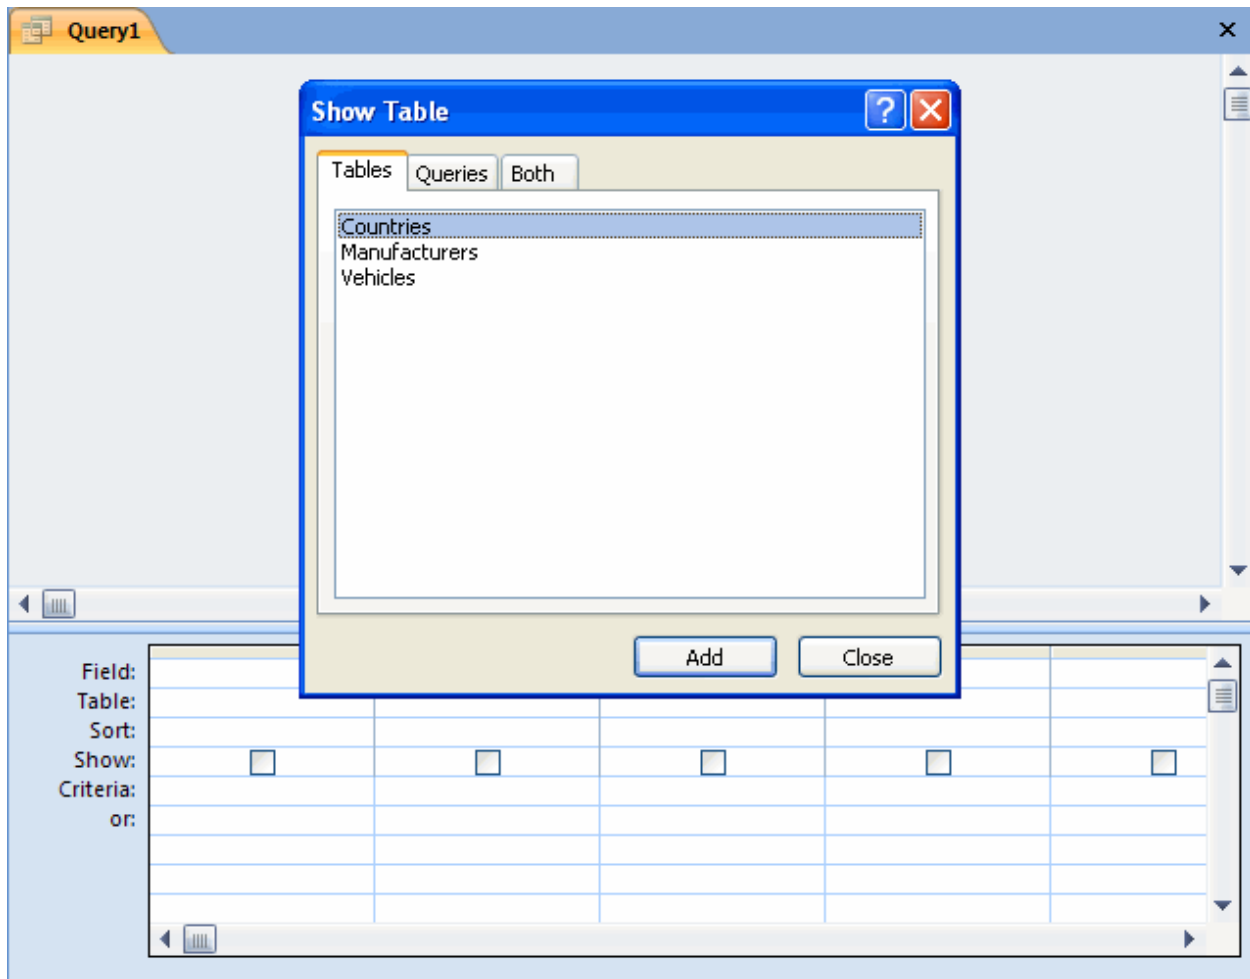 Query1
Show Table
Tables Queries Both
Countries
Manufacturers
Vehicles
Add Close
Field:
Table:
Sort:
Show:
Criteria:
or: